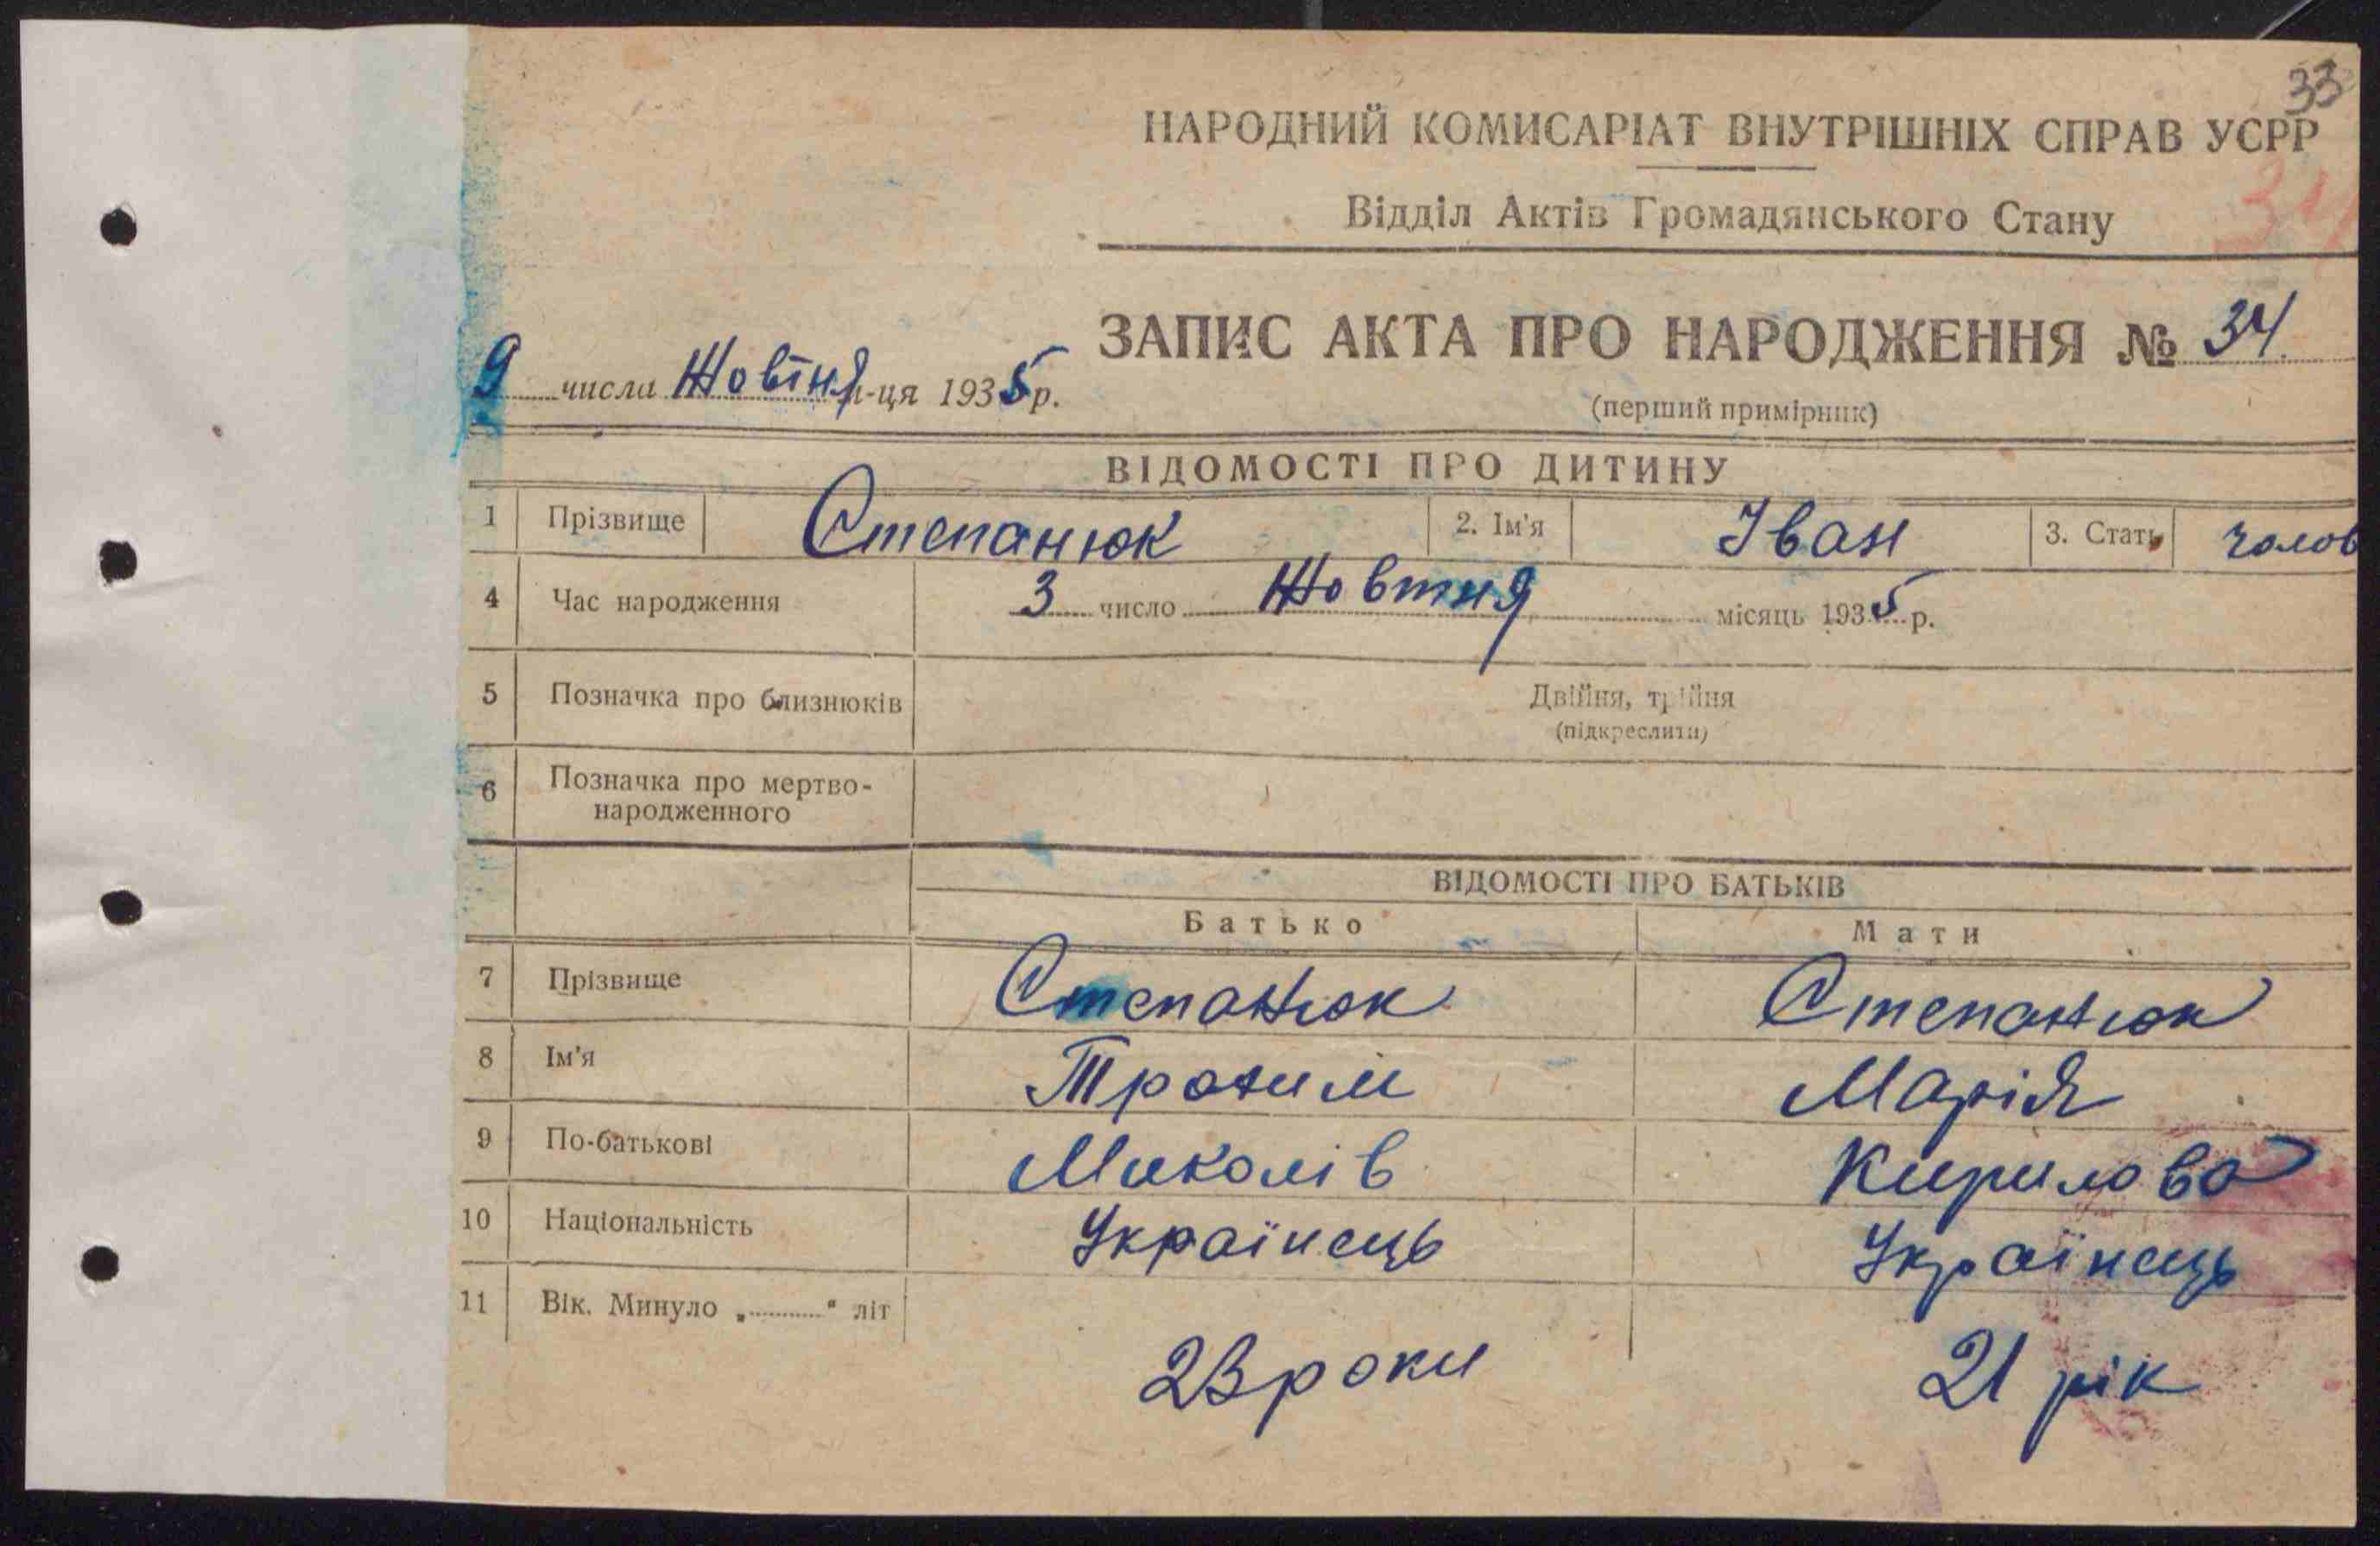 33
НАРОДНИЙ КОМИСАРІАТ ВНУТРІШНІХ СПРАВ УСРР
Відділ Актів Громадянського Стану
34
ЗАПИС АКТА ПРО НАРОДЖЕННЯ № 34.
9 числа Жовтня м-ця 1935 р.
(перший примірник)
ВІДОМОСТІ ПРО ДИТИНУ
1 Прізвище Степанюк 2. Ім'я Іван 3. Стать чолов
4 Час народження 3 число Жовтня місяць 1935 р.
5 Позначка про близнюків Двійня, трійня
(підкреслити)
6 Позначка про мертво-
народженного
ВІДОМОСТІ ПРО БАТЬКІВ
Батько Мати
7 Прізвище Степанюк Степанюк
8 Ім'я Трохим Марія
9 По-батькові Миколів Кирилова
10 Національність Українець Українець
11 Вік. Минуло „............“ літ 23 роки 21 рік